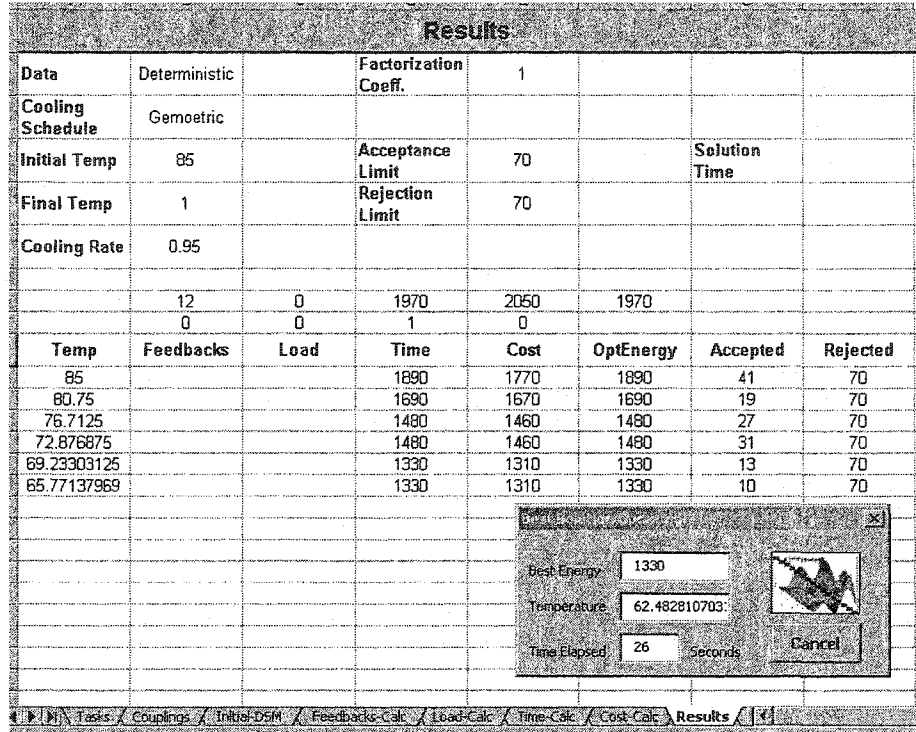 Results
Data Deterministic Factorization Coeff. 1
Cooling Schedule Gemoetric
Initial Temp 85 Acceptance Limit 70 Solution Time
Final Temp 1 Rejection Limit 70
Cooling Rate 0.95
12 0 1970 2050 1970
0 0 1 0
Temp Feedbacks Load Time Cost OptEnergy Accepted Rejected
85 1890 1770 1890 41 70
80.75 1690 1670 1690 19 70
76.7125 1480 1460 1480 27 70
72.876875 1480 1460 1480 31 70
69.23303125 1330 1310 1330 13 70
65.77137969 1330 1310 1330 10 70
Best Energy 1330
Temperature 62.482810703
Time Elapsed 26 Seconds
Cancel
Tasks Couplings Initial-DSM Feedbacks-Calc Load-Calc Time-Calc Cost-Calc Results